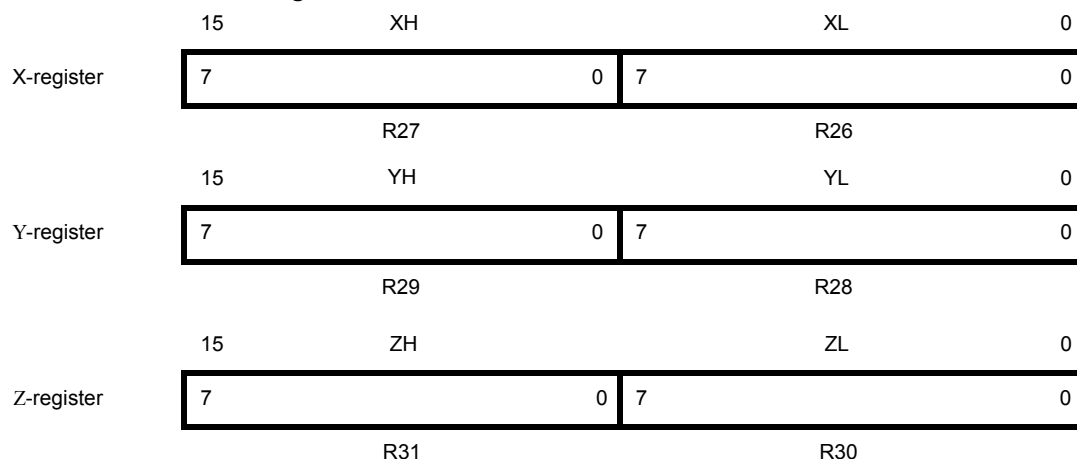 15 XH XL 0
X-register 7 0 7 0
R27 R26
15 YH YL 0
Y-register 7 0 7 0
R29 R28
15 ZH ZL 0
Z-register 7 0 7 0
R31 R30